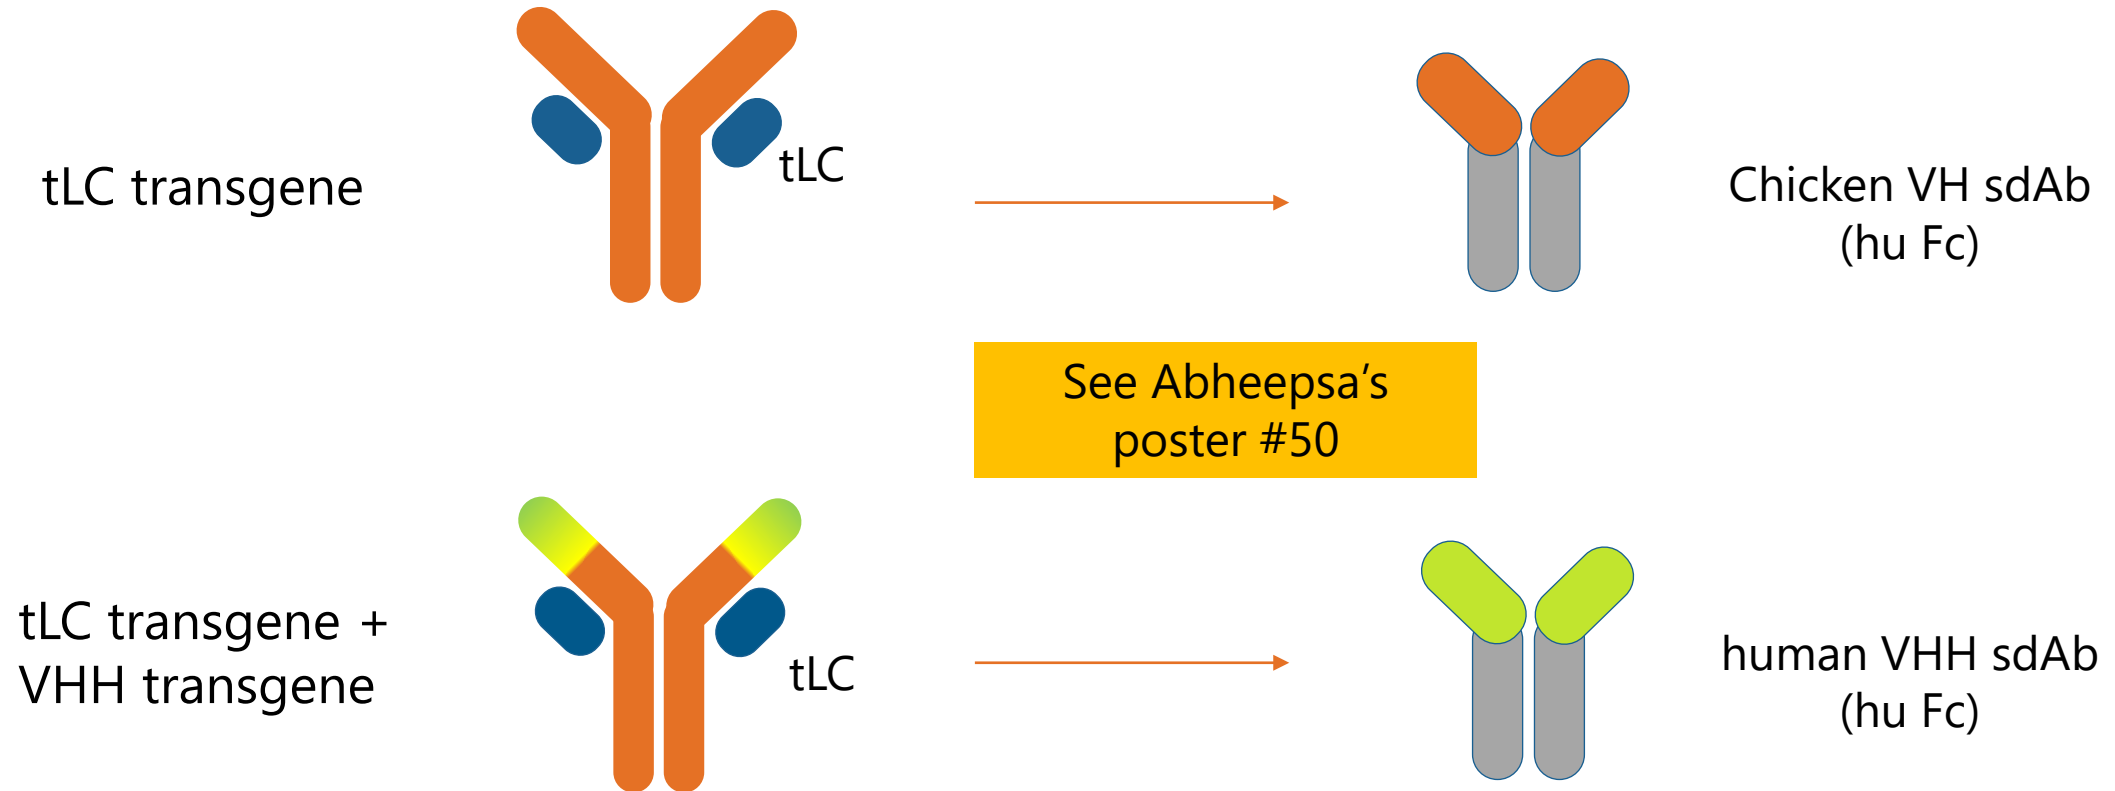 tLC transgene
tLC
Chicken VH sdAb
(hu Fc)
See Abheepsa’s
poster #50
tLC transgene +
VHH transgene
tLC
human VHH sdAb
(hu Fc)